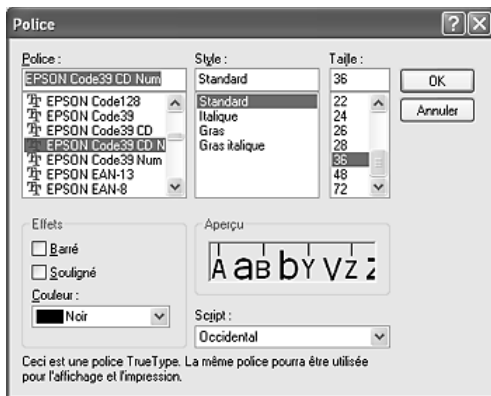 Police
Police :
EPSON Code39 CD Num
EPSON Code128
EPSON Code39
EPSON Code39 CD
EPSON Code39 CD N
EPSON Code39 Num
EPSON EAN-13
EPSON EAN-8
Style :
Standard
Standard
Italique
Gras
Gras italique
Taille :
36
22
24
26
28
36
48
72
OK
Annuler
Effets
Barré
Souligné
Couleur :
Noir
Aperçu
AaBbYyZz
Script :
Occidental
Ceci est une police TrueType. La même police pourra être utilisée
pour l'affichage et l'impression.